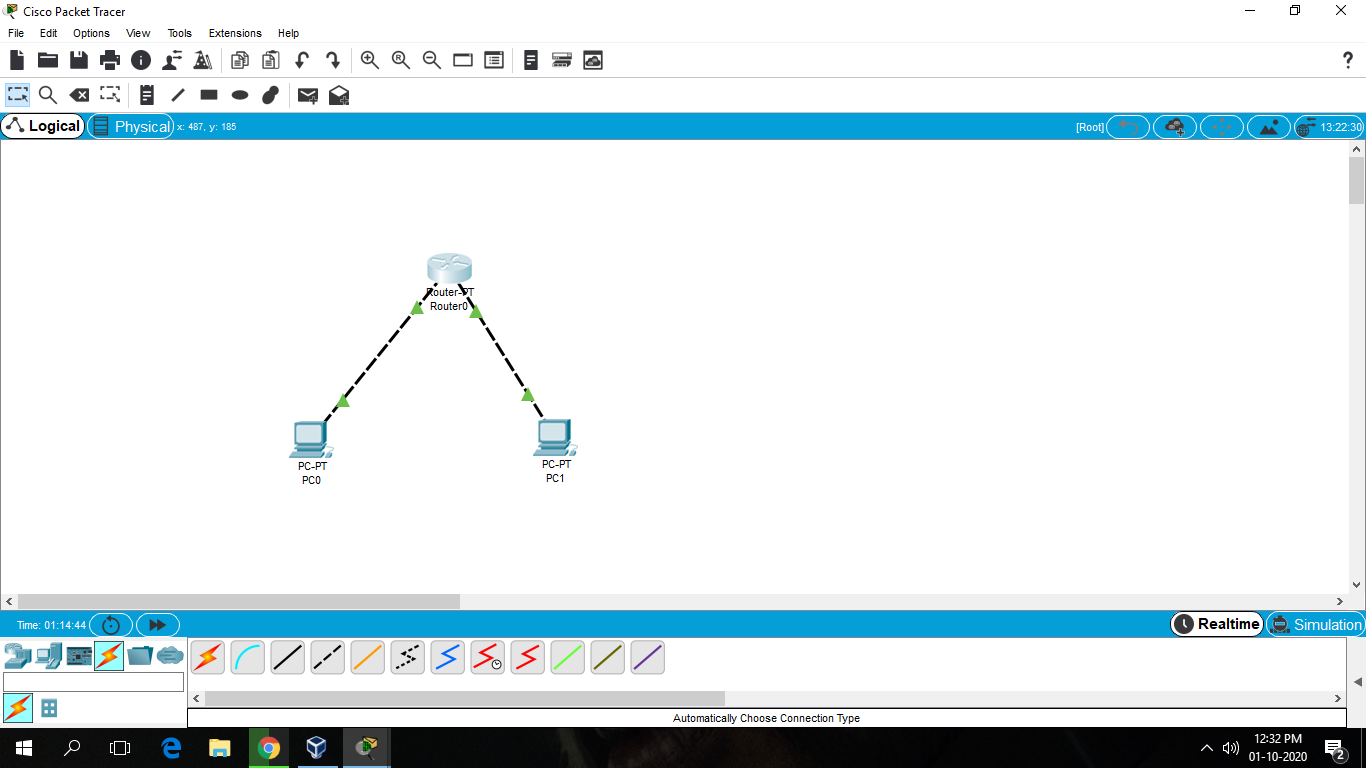 Cisco Packet Tracer
File Edit Options View Tools Extensions Help
R
?
Logical Physical x: 487, y: 185 [Root] 13:22:30
Router-PT
Router0
PC-PT
PC0
PC-PT
PC1
Time: 01:14:44 Realtime Simulation
Automatically Choose Connection Type
12:32 PM
01-10-2020
2